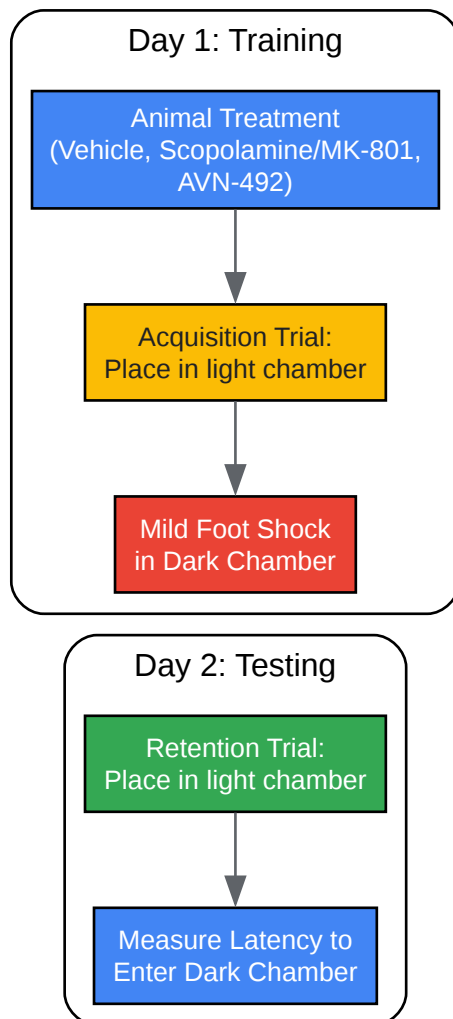 Day 1: Training
Animal Treatment
(Vehicle, Scopolamine/MK-801,
AVN-492)
Acquisition Trial:
Place in light chamber
Mild Foot Shock
in Dark Chamber
Day 2: Testing
Retention Trial:
Place in light chamber
Measure Latency to
Enter Dark Chamber